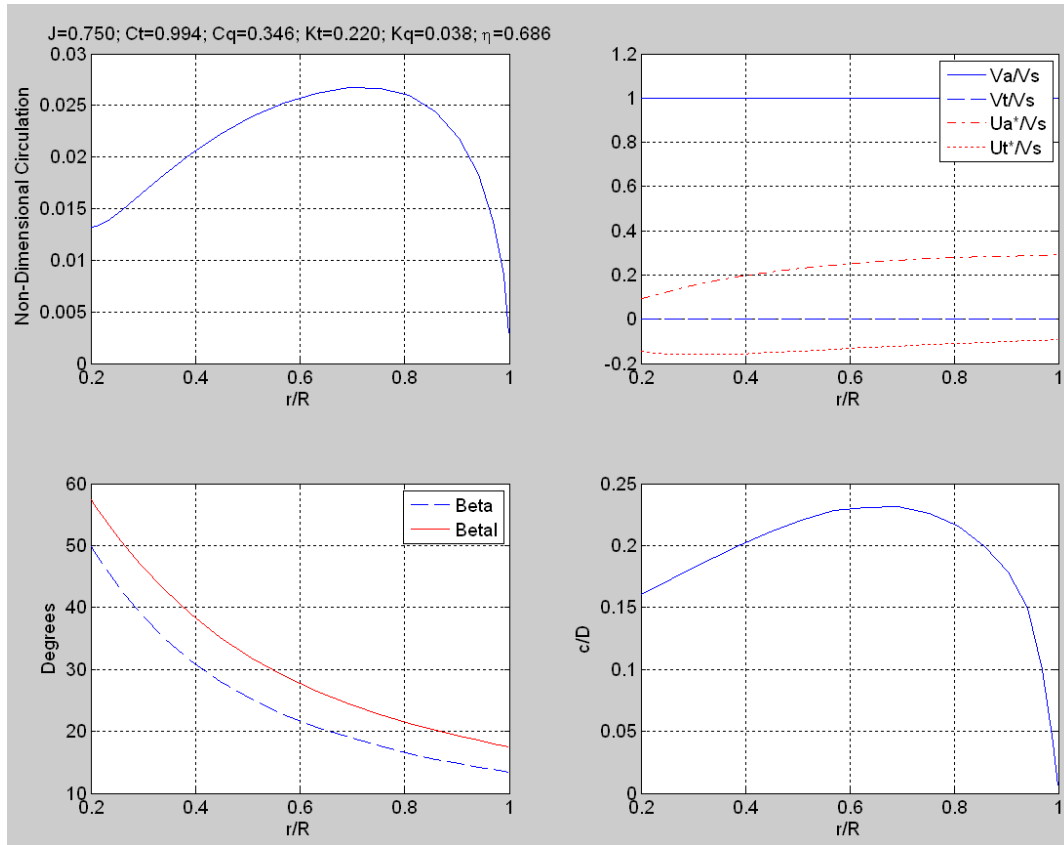 J=0.750; Ct=0.994; Cq=0.346; Kt=0.220; Kq=0.038; η=0.686
0.03
0.025
0.02
0.015
0.01
0.005
0
Non-Dimensional Circulation
0.2 0.4 0.6 0.8 1
r/R
1.2
1
0.8
0.6
0.4
0.2
0
-0.2
Va/Vs
Vt/Vs
Ua*/Vs
Ut*/Vs
0.2 0.4 0.6 0.8 1
r/R
60
50
40
30
20
10
Degrees
Beta
BetaI
0.2 0.4 0.6 0.8 1
r/R
0.25
0.2
0.15
0.1
0.05
0
c/D
0.2 0.4 0.6 0.8 1
r/R